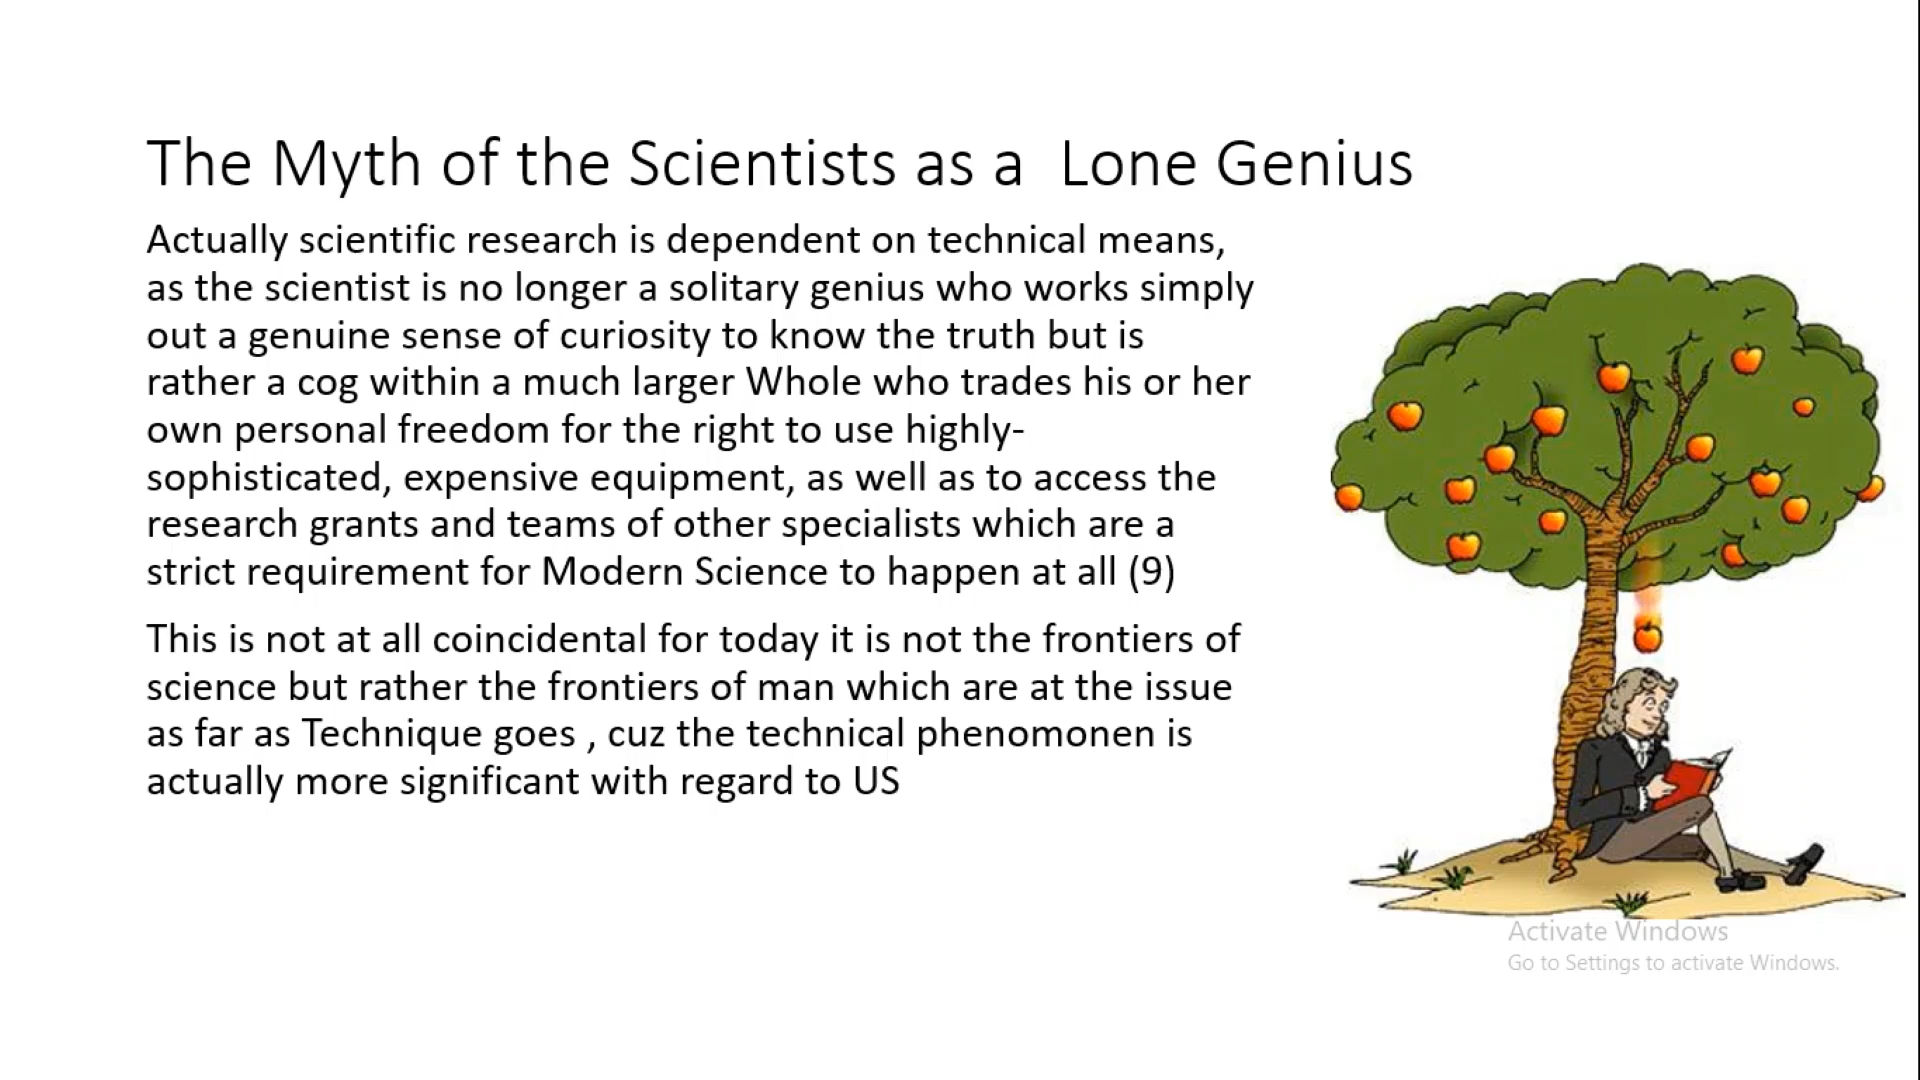 The Myth of the Scientists as a  Lone Genius
Actually scientific research is dependent on technical means,
as the scientist is no longer a solitary genius who works simply
out a genuine sense of curiosity to know the truth but is
rather a cog within a much larger Whole who trades his or her
own personal freedom for the right to use highly-
sophisticated, expensive equipment, as well as to access the
research grants and teams of other specialists which are a
strict requirement for Modern Science to happen at all (9)
This is not at all coincidental for today it is not the frontiers of
science but rather the frontiers of man which are at the issue
as far as Technique goes , cuz the technical phenomonen is
actually more significant with regard to US
Activate Windows
Go to Settings to activate Windows.